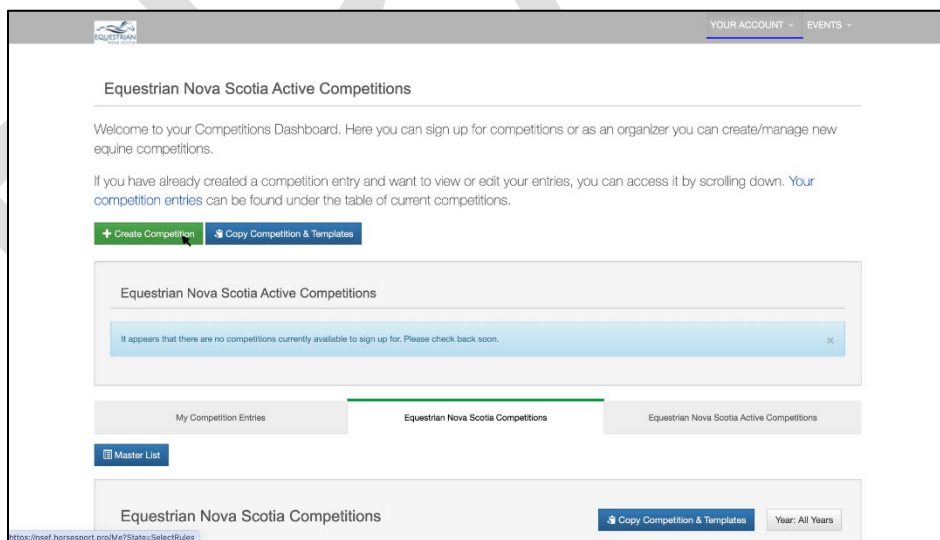 EQUESTRIAN
YOUR ACCOUNT
EVENTS
Equestrian Nova Scotia Active Competitions
Welcome to your Competitions Dashboard. Here you can sign up for competitions or as an organizer you can create/manage new
equine competitions.
If you have already created a competition entry and want to view or edit your entries, you can access it by scrolling down. Your
competition entries can be found under the table of current competitions.
+ Create Competition
Copy Competition & Templates
Equestrian Nova Scotia Active Competitions
It appears that there are no competitions currently available to sign up for. Please check back soon.
×
My Competition Entries
Equestrian Nova Scotia Competitions
Equestrian Nova Scotia Active Competitions
Master List
Equestrian Nova Scotia Competitions
Copy Competition & Templates
Year: All Years
https://nsef.horsesport.pro/Me?State=SelectRules